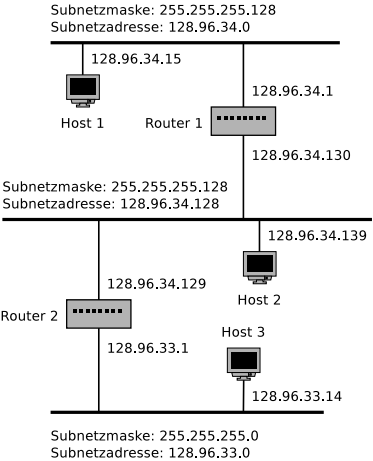 Subnetzmaske: 255.255.255.128
Subnetzadresse: 128.96.34.0
128.96.34.15
128.96.34.1
Host 1
Router 1
128.96.34.130
Subnetzmaske: 255.255.255.128
Subnetzadresse: 128.96.34.128
128.96.34.139
128.96.34.129
Host 2
Router 2
Host 3
128.96.33.1
128.96.33.14
Subnetzmaske: 255.255.255.0
Subnetzadresse: 128.96.33.0